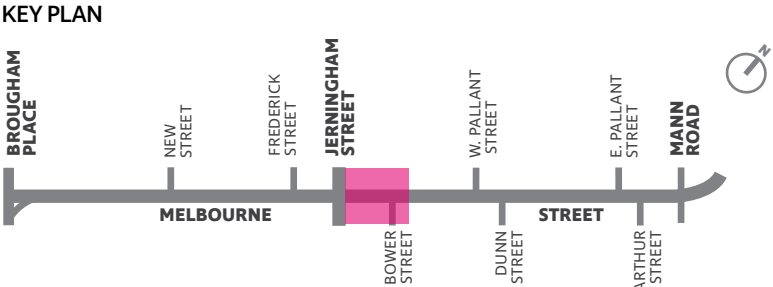 KEY PLAN
BROUGHAM
PLACE
NEW
STREET
FREDERICK
STREET
JERNINGHAM
STREET
W. PALLANT
STREET
E. PALLANT
STREET
MANN
ROAD
N
MELBOURNE
STREET
BOWER
STREET
DUNN
STREET
ARTHUR
STREET